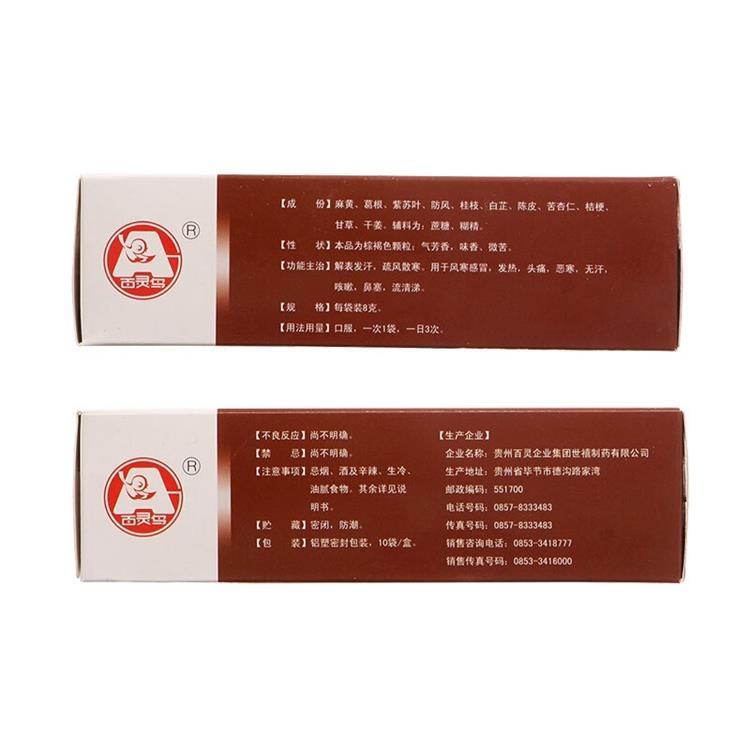 百灵鸟
®
【成　份】麻黄、葛根、紫苏叶、防风、桂枝、白芷、陈皮、苦杏仁、桔梗、
甘草、干姜。辅料为：蔗糖、糊精。
【性　状】本品为棕褐色颗粒；气芳香，味香、微苦。
【功能主治】解表发汗，疏风散寒。用于风寒感冒，发热，头痛，恶寒，无汗，
咳嗽，鼻塞，流清涕。
【规　格】每袋装8克。
【用法用量】口服，一次1袋，一日3次。
百灵鸟
®
【不良反应】尚不明确。
【禁　忌】尚不明确。
【注意事项】忌烟、酒及辛辣、生冷、
油腻食物。其余详见说
明书。
【贮　藏】密闭，防潮。
【包　装】铝塑密封包装，10袋/盒。
【生产企业】
企业名称：贵州百灵企业集团世禧制药有限公司
生产地址：贵州省毕节市德沟路家湾
邮政编码：551700
电话号码：0857-8333483
传真号码：0857-8333483
销售咨询电话：0853-3418777
销售传真号码：0853-3416000